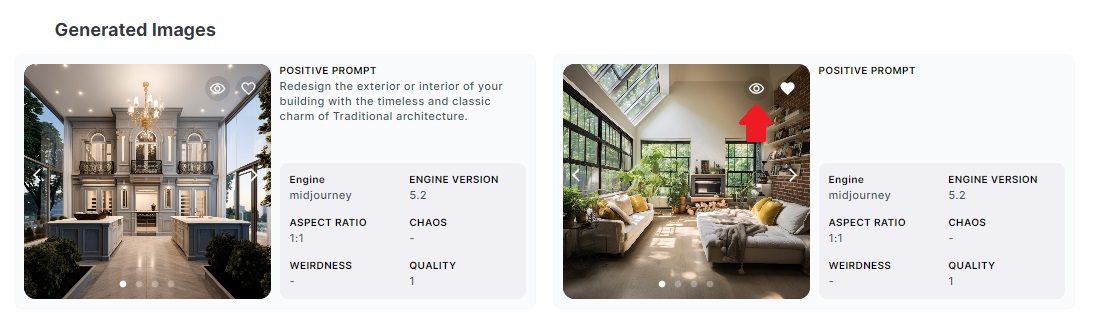 Generated Images
POSITIVE PROMPT
Redesign the exterior or interior of your
building with the timeless and classic
charm of Traditional architecture.
Engine
ENGINE VERSION
midjourney
5.2
ASPECT RATIO
CHAOS
1:1
-
WEIRDNESS
QUALITY
-
1
POSITIVE PROMPT
Engine
ENGINE VERSION
midjourney
5.2
ASPECT RATIO
CHAOS
1:1
-
WEIRDNESS
QUALITY
-
1